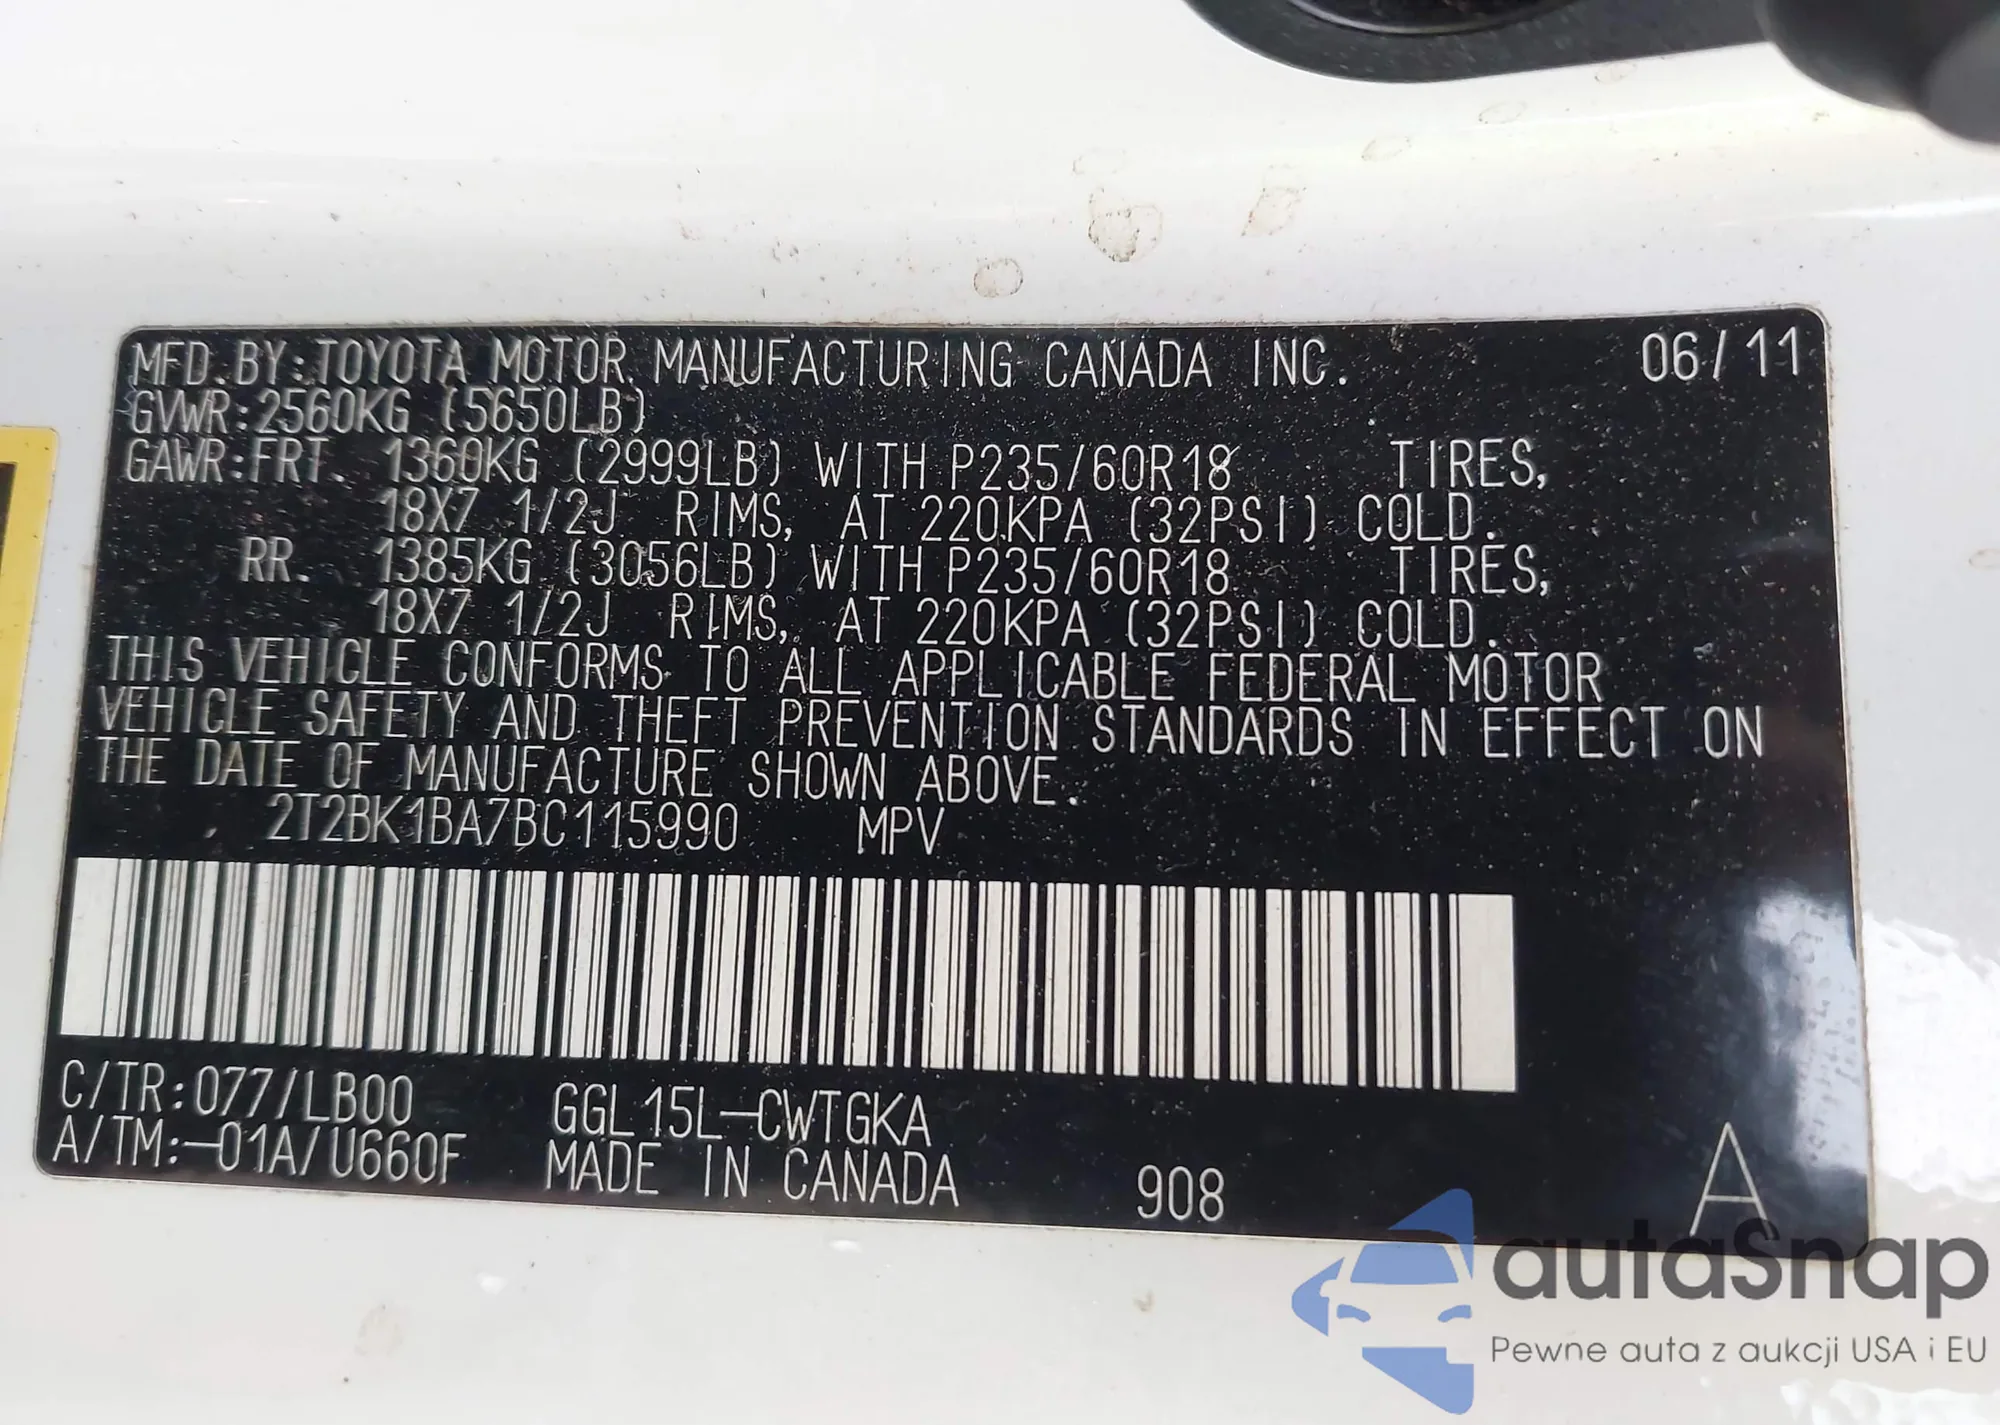 MFD.BY:TOYOTA MOTOR MANUFACTURING CANADA INC. 06/11
GVWR:2560KG (5650LB)
GAWR:FRT. 1360KG (2999LB) WITH P235/60R18 TIRES,
18X7 1/2J RIMS, AT 220KPA (32PSI) COLD.
RR. 1385KG (3056LB) WITH P235/60R18 TIRES,
18X7 1/2J RIMS, AT 220KPA (32PSI) COLD.
THIS VEHICLE CONFORMS TO ALL APPLICABLE FEDERAL MOTOR
VEHICLE SAFETY AND THEFT PREVENTION STANDARDS IN EFFECT ON
THE DATE OF MANUFACTURE SHOWN ABOVE.
2T2BK1BA7BC115990 MPV
C/TR:077/LB00 GGL15L-CWTGKA
A/TM:-01A/U660F MADE IN CANADA 908 A
autaSnap
Pewne auta z aukcji USA i EU